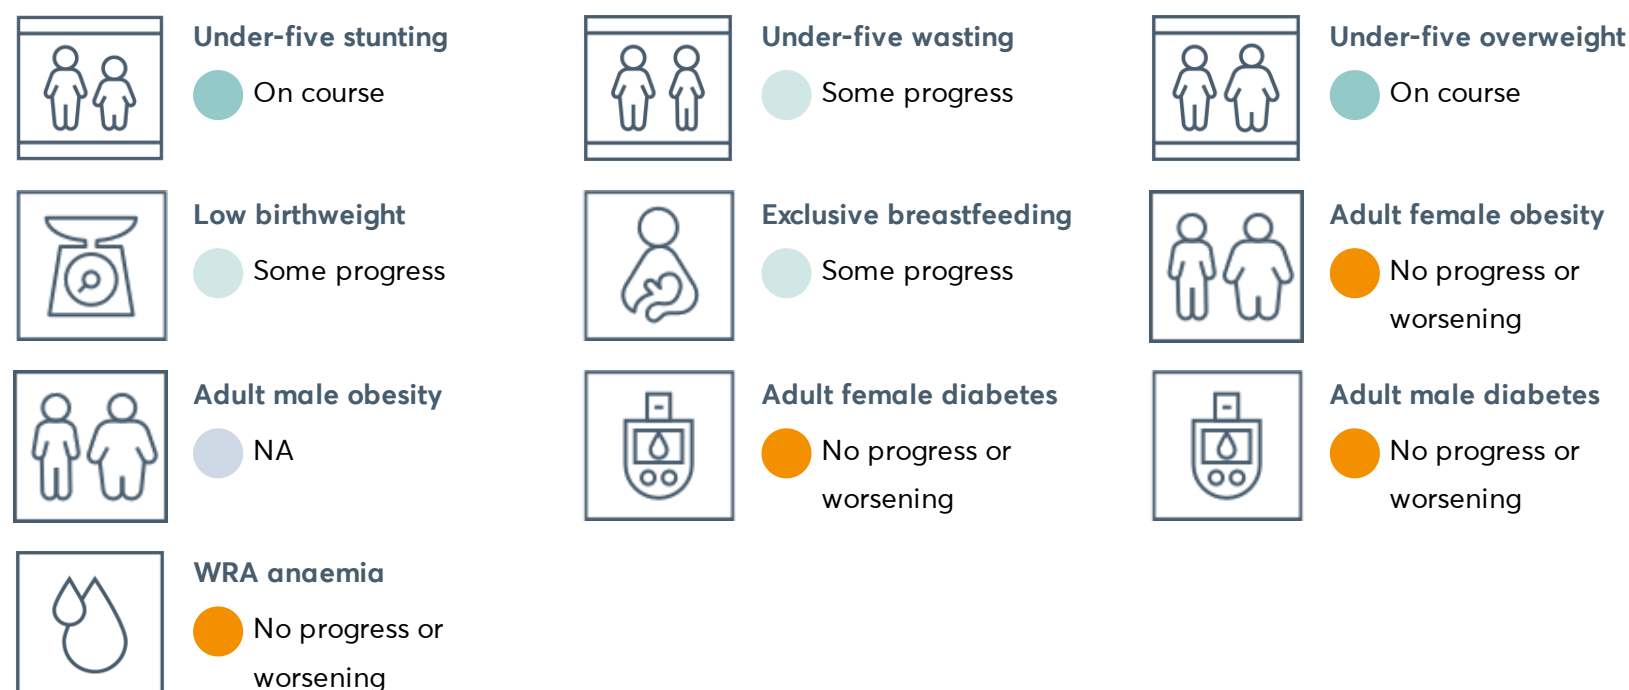 Under-five stunting
On course
Under-five wasting
Some progress
Under-five overweight
On course
Low birthweight
Some progress
Exclusive breastfeeding
Some progress
Adult female obesity
No progress or
worsening
Adult male obesity
NA
Adult female diabetes
No progress or
worsening
Adult male diabetes
No progress or
worsening
WRA anaemia
No progress or
worsening